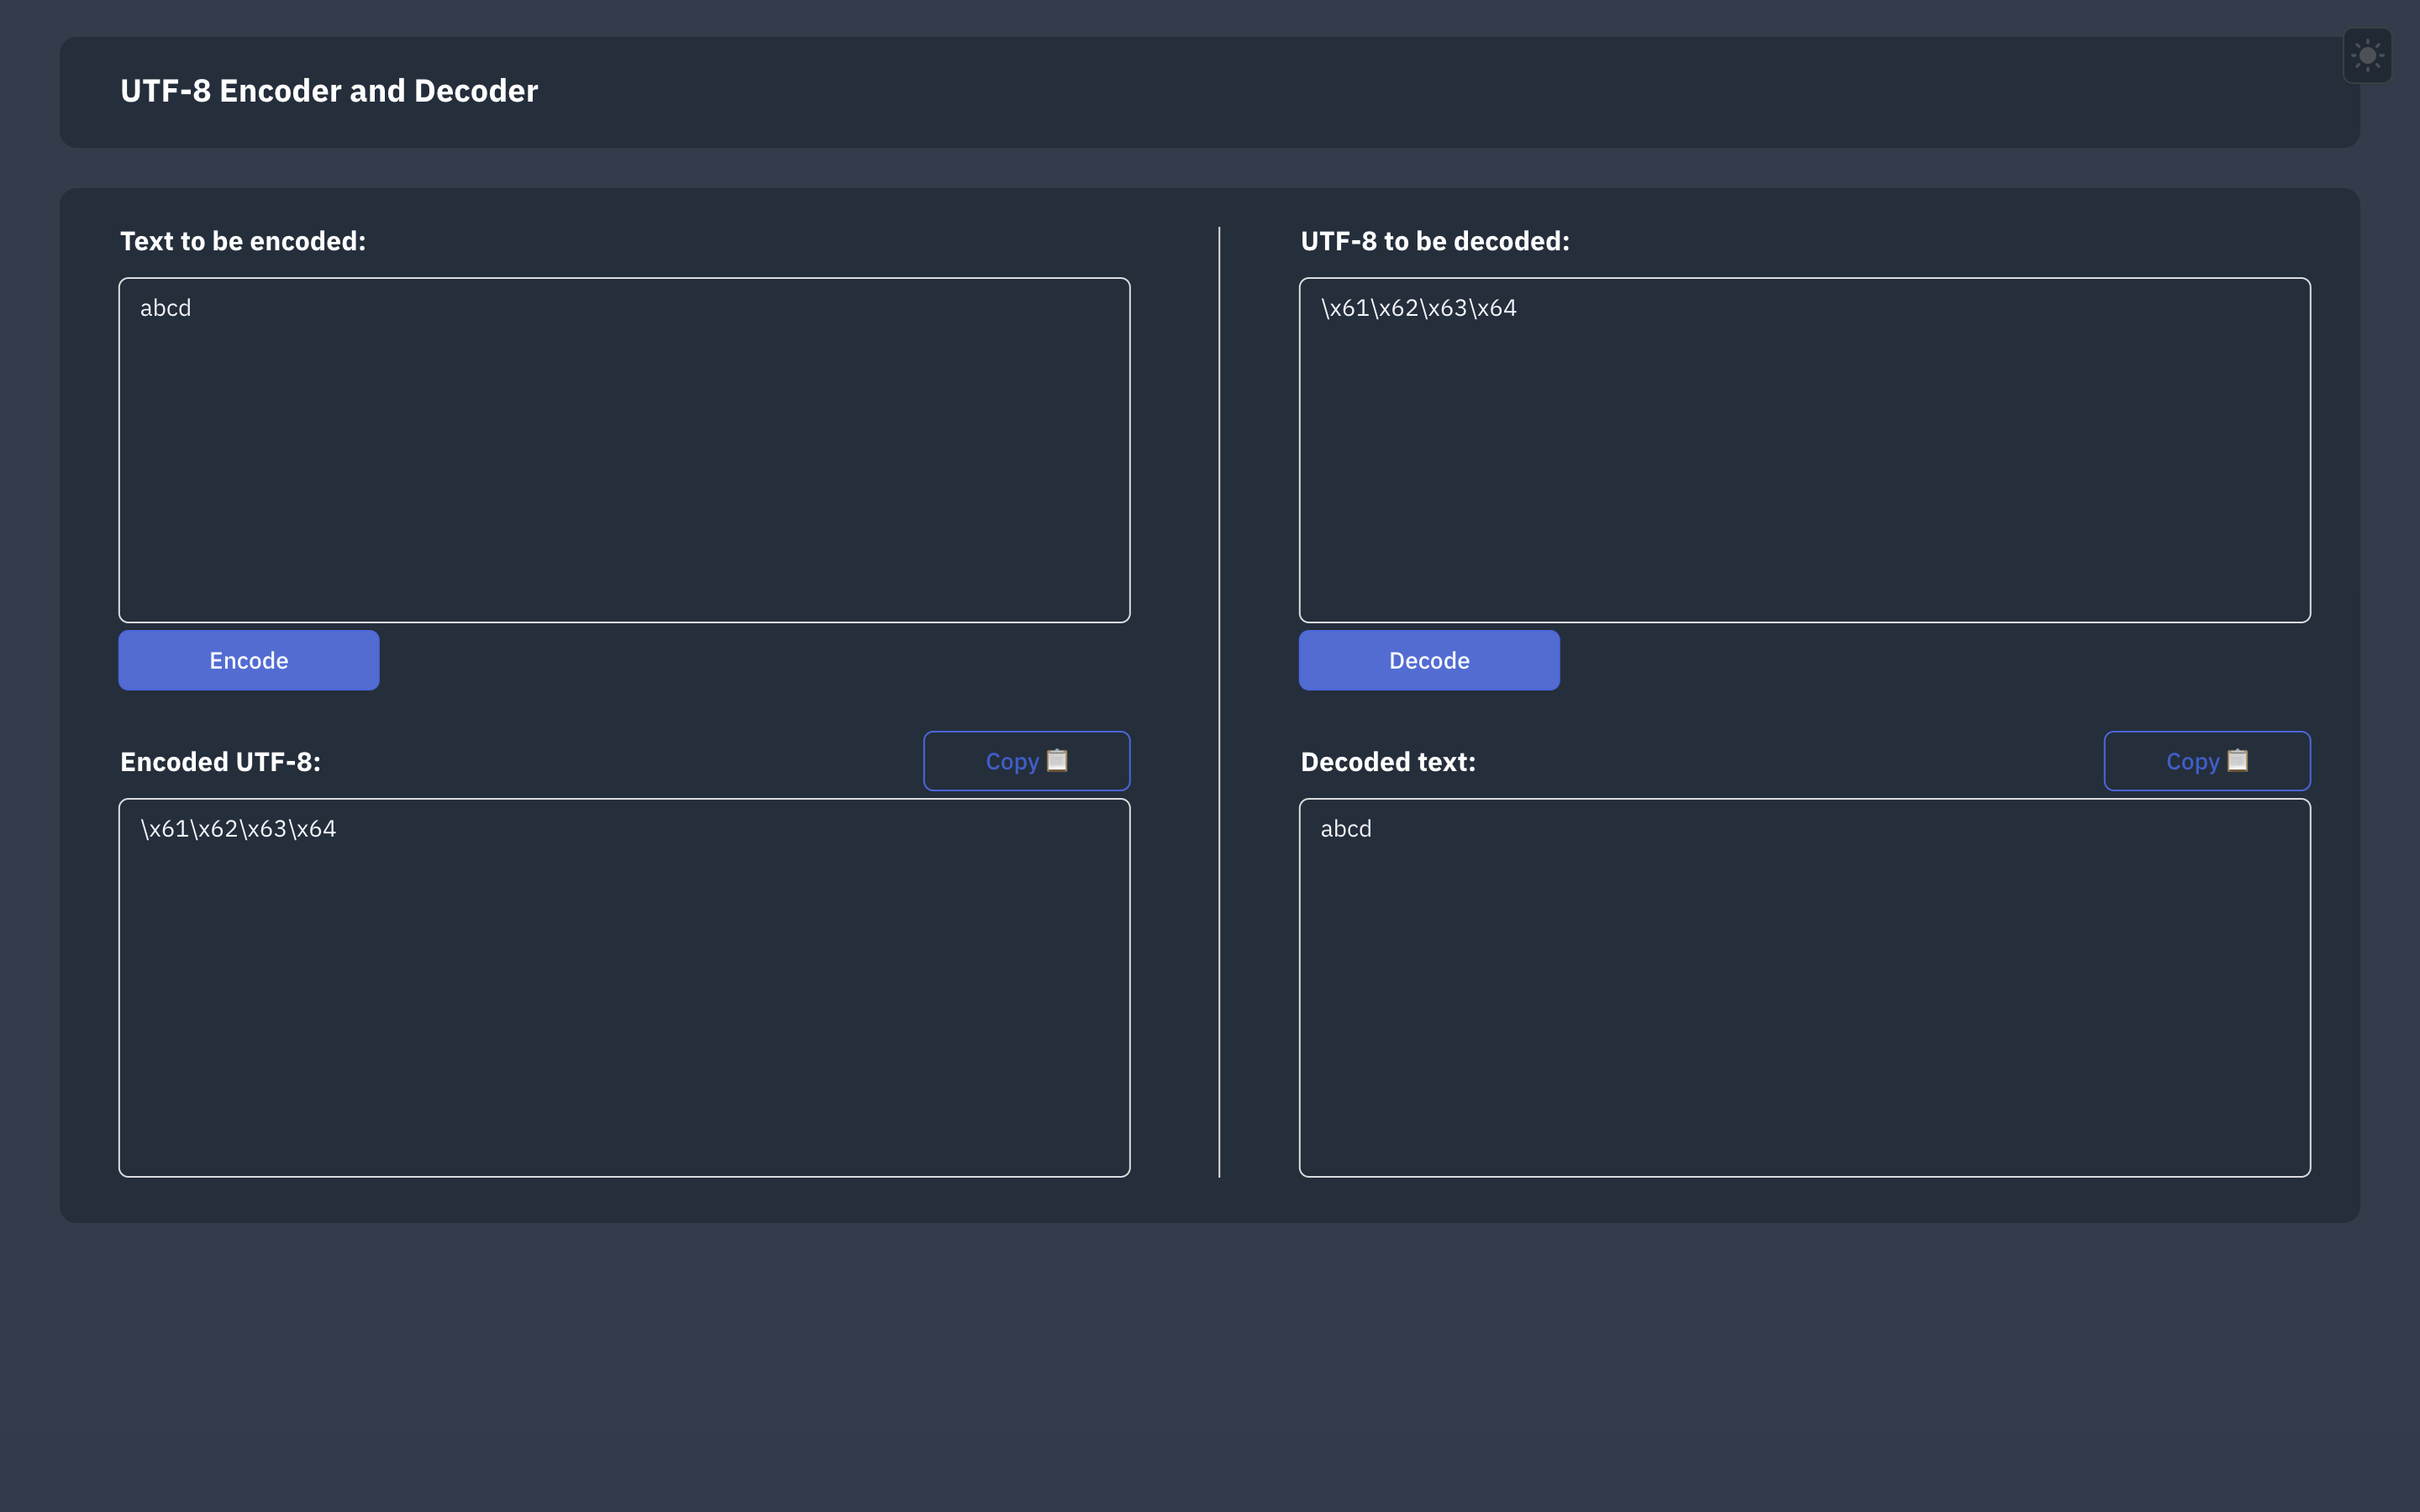 UTF-8 Encoder and Decoder
Text to be encoded:
abcd
Encode
Encoded UTF-8:
Copy 📋
\x61\x62\x63\x64
UTF-8 to be decoded:
\x61\x62\x63\x64
Decode
Decoded text:
Copy 📋
abcd